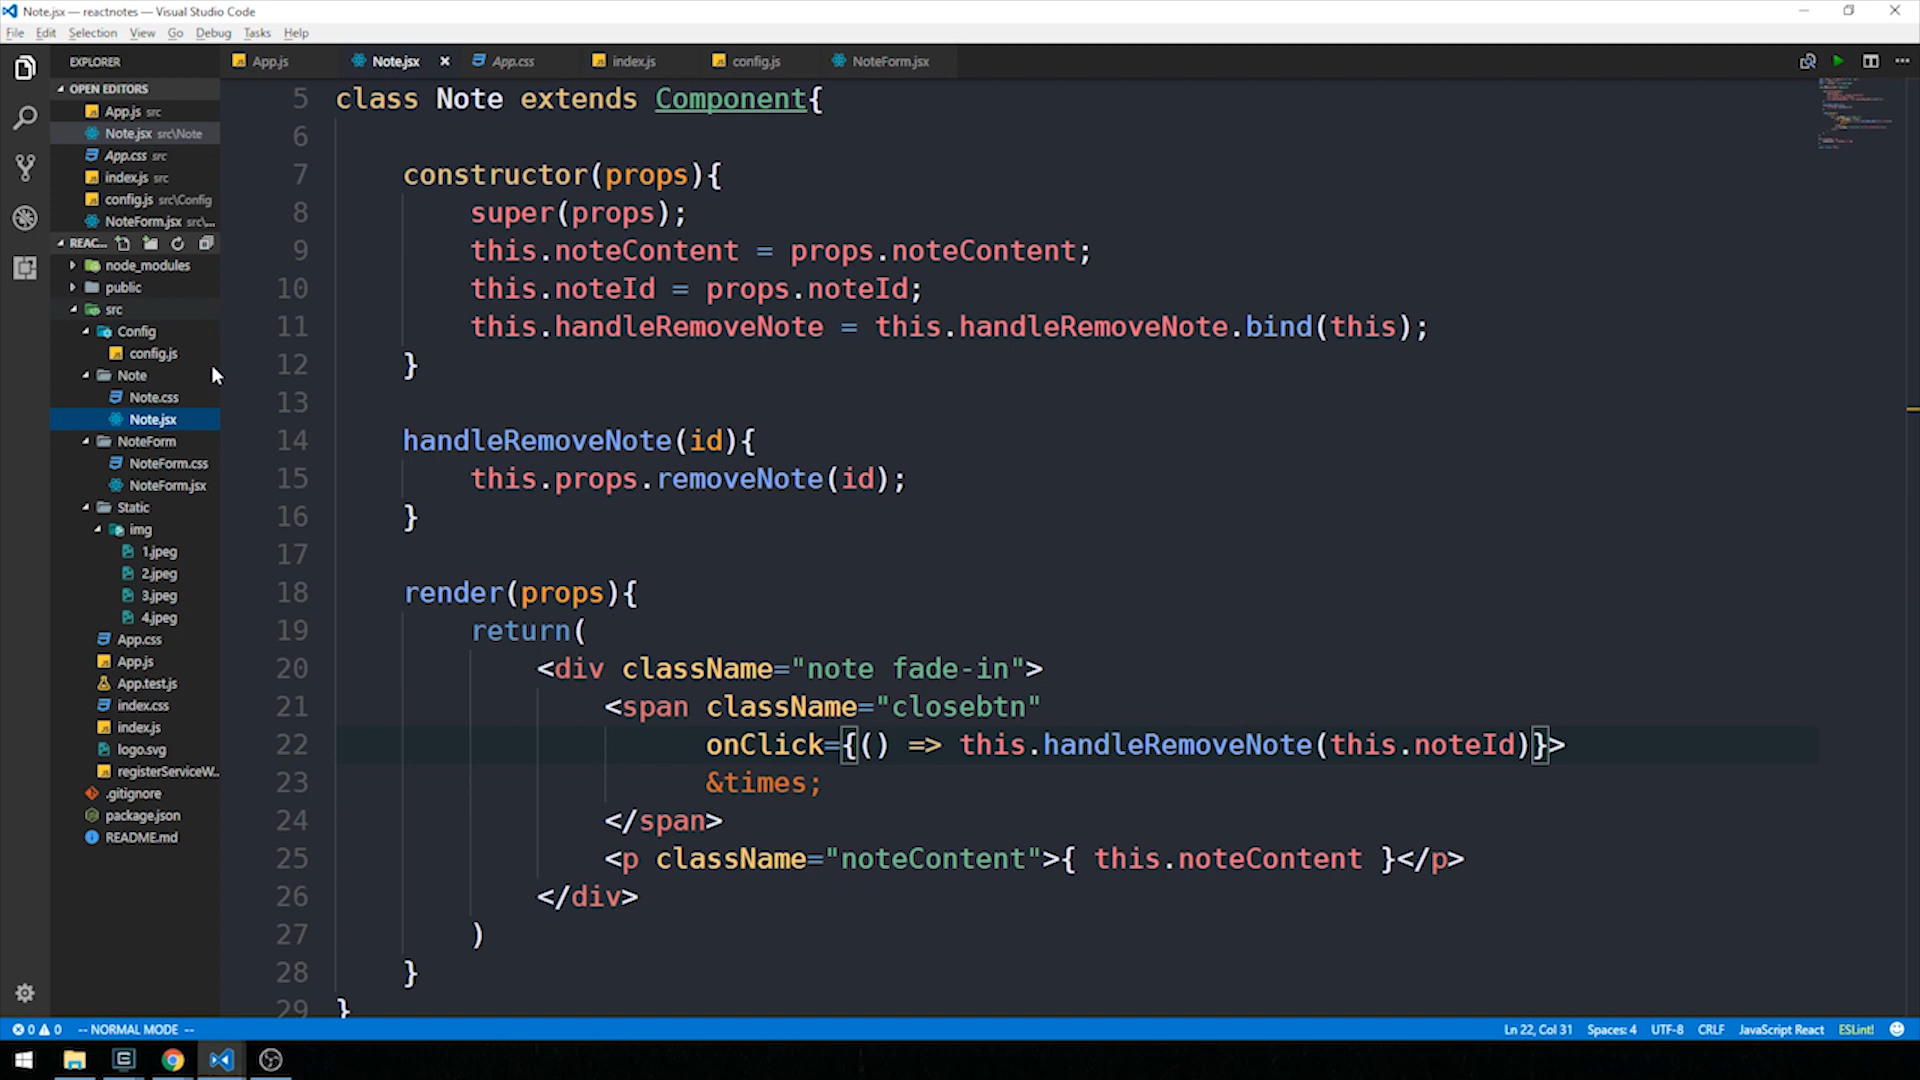 Note.jsx — reactnotes — Visual Studio Code
File Edit Selection View Go Debug Tasks Help
EXPLORER
App.js Note.jsx App.css index.js config.js NoteForm.jsx
OPEN EDITORS
App.js src
Note.jsx src\Note
App.css src
index.js src
config.js src\Config
NoteForm.jsx src\...
REAC...
node_modules
public
src
Config
config.js
Note
Note.css
Note.jsx
NoteForm
NoteForm.css
NoteForm.jsx
Static
img
1.jpeg
2.jpeg
3.jpeg
4.jpeg
App.css
App.js
App.test.js
index.css
index.js
logo.svg
registerServiceW...
.gitignore
package.json
README.md
5 class Note extends Component{
6
7 constructor(props){
8 super(props);
9 this.noteContent = props.noteContent;
10 this.noteId = props.noteId;
11 this.handleRemoveNote = this.handleRemoveNote.bind(this);
12 }
13
14 handleRemoveNote(id){
15 this.props.removeNote(id);
16 }
17
18 render(props){
19 return(
20 <div className="note fade-in">
21 <span className="closebtn"
22 onClick={() => this.handleRemoveNote(this.noteId)}>
23 &times;
24 </span>
25 <p className="noteContent">{ this.noteContent }</p>
26 </div>
27 )
28 }
29 }
0 0 -- NORMAL MODE --
Ln 22, Col 31 Spaces: 4 UTF-8 CRLF JavaScript React ESLint!